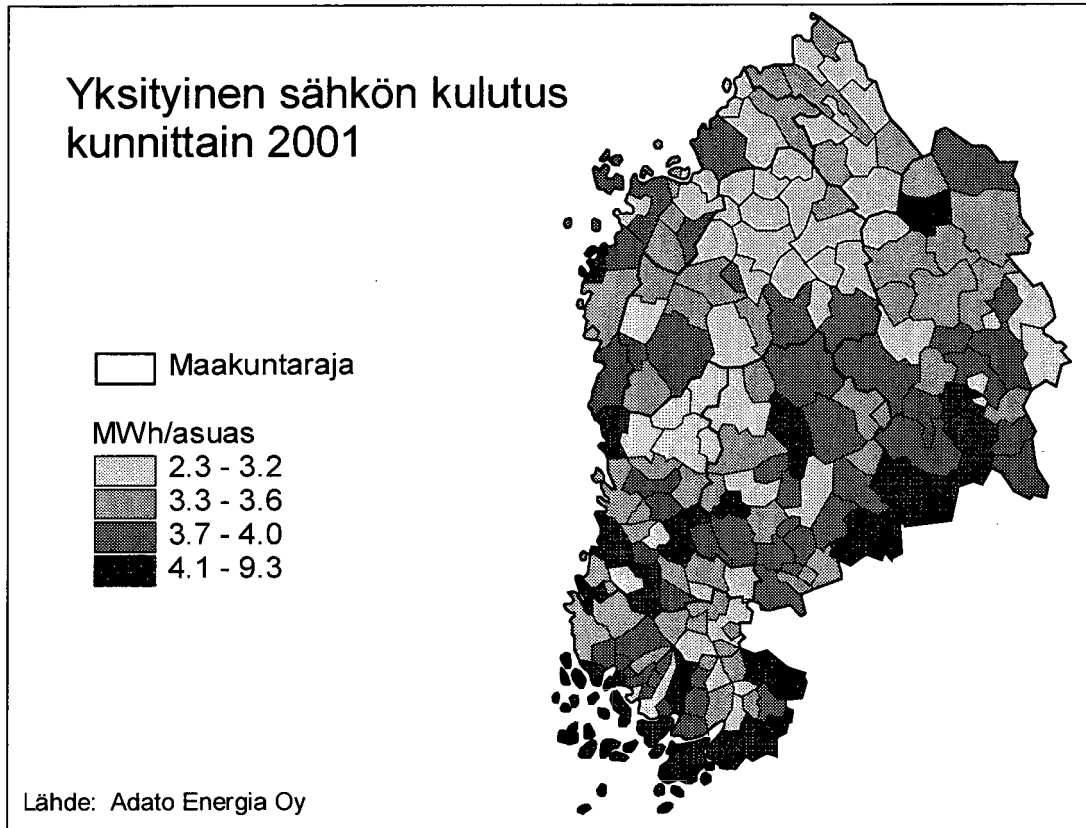 Yksityinen sähkön kulutus
kunnittain 2001
Maakuntaraja
MWh/asuas
2.3 - 3.2
3.3 - 3.6
3.7 - 4.0
4.1 - 9.3
Lähde: Adato Energia Oy